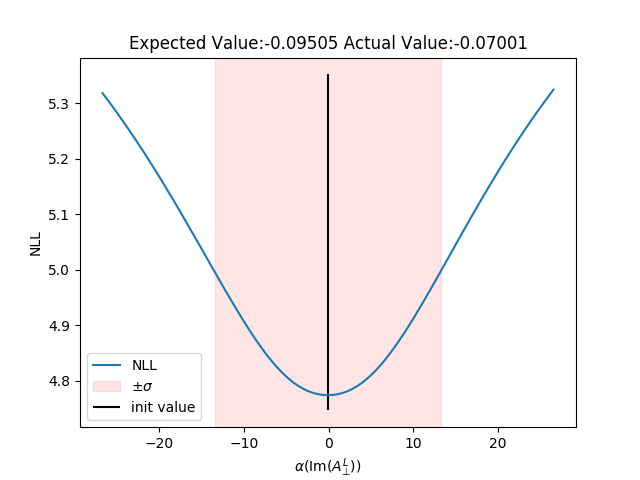 Expected Value:-0.09505 Actual Value:-0.07001
5.3
5.2
5.1
5.0
4.9
4.8
NLL
NLL
±σ
init value
−20 −10 0 10 20
α(Im(A⊥ᴸ))